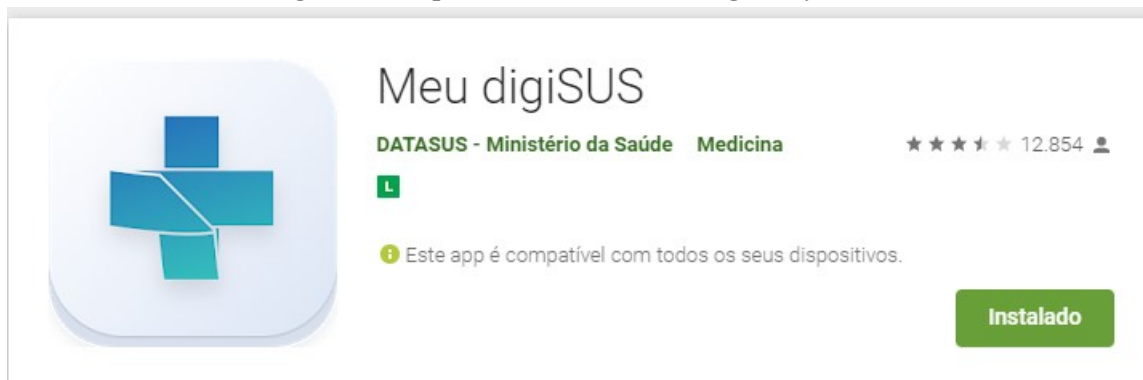 Meu digiSUS
DATASUS - Ministério da Saúde Medicina 12.854
L
Este app é compatível com todos os seus dispositivos.
Instalado